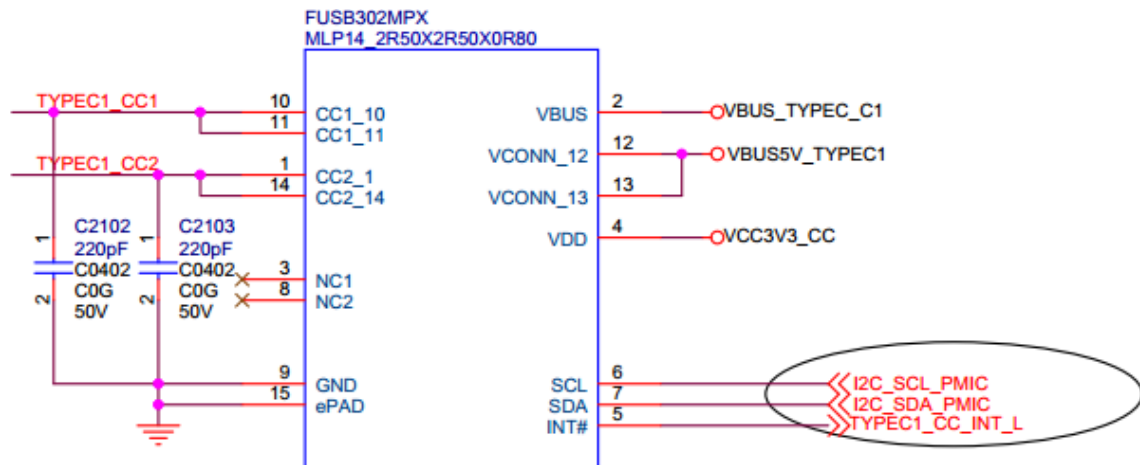 FUSB302MPX
MLP14_2R50X2R50X0R80
TYPEC1_CC1
10
CC1_10
11
CC1_11
TYPEC1_CC2
1
CC2_1
14
CC2_14
VBUS
2
VBUS_TYPEC_C1
VCONN_12
12
VBUS5V_TYPEC1
VCONN_13
13
VDD
4
VCC3V3_CC
1
C2102
220pF
C0402
C0G
50V
2
1
C2103
220pF
C0402
C0G
50V
2
3
NC1
8
NC2
9
GND
15
ePAD
SCL
6
I2C_SCL_PMIC
SDA
7
I2C_SDA_PMIC
INT#
5
TYPEC1_CC_INT_L